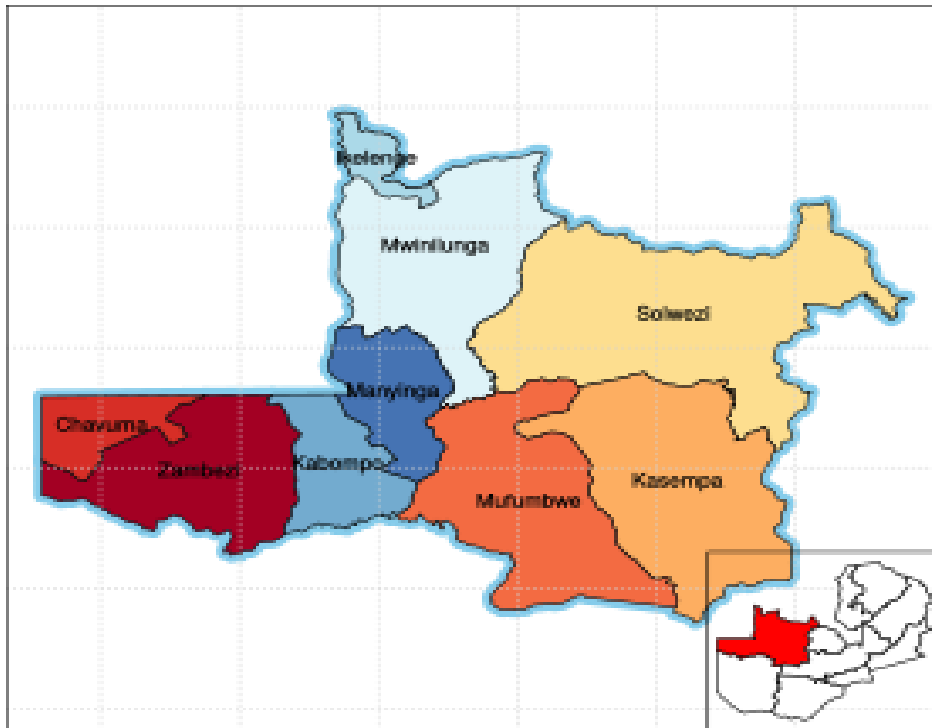 Ikelenge
Mwinilunga
Solwezi
Manyinga
Chavuma
Zambezi
Kabompo
Mufumbwe
Kasempa